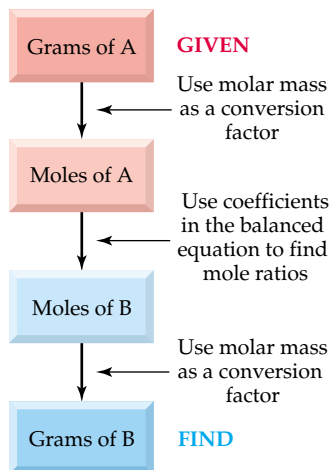 Grams of A
GIVEN
Use molar mass
as a conversion
factor
Moles of A
Use coefficients
in the balanced
equation to find
mole ratios
Moles of B
Use molar mass
as a conversion
factor
Grams of B
FIND